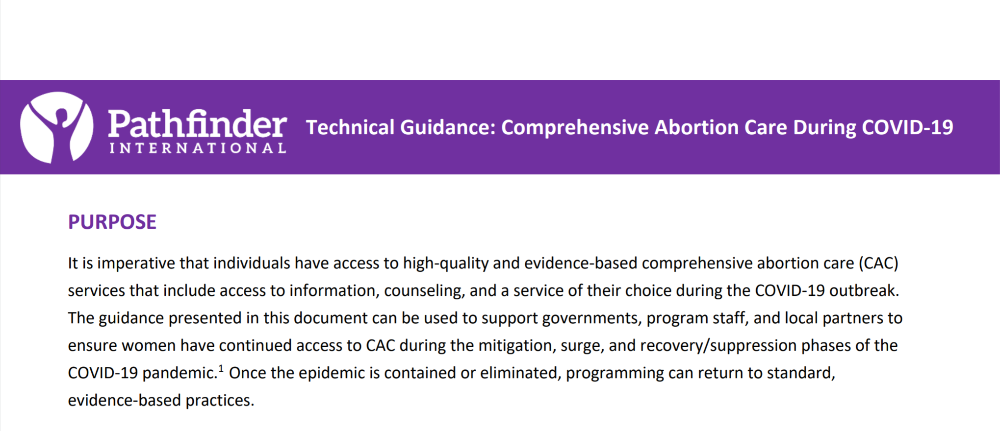 Pathfinder
INTERNATIONAL
Technical Guidance: Comprehensive Abortion Care During COVID-19
PURPOSE
It is imperative that individuals have access to high-quality and evidence-based comprehensive abortion care (CAC)
services that include access to information, counseling, and a service of their choice during the COVID-19 outbreak.
The guidance presented in this document can be used to support governments, program staff, and local partners to
ensure women have continued access to CAC during the mitigation, surge, and recovery/suppression phases of the
COVID-19 pandemic.¹ Once the epidemic is contained or eliminated, programming can return to standard,
evidence-based practices.